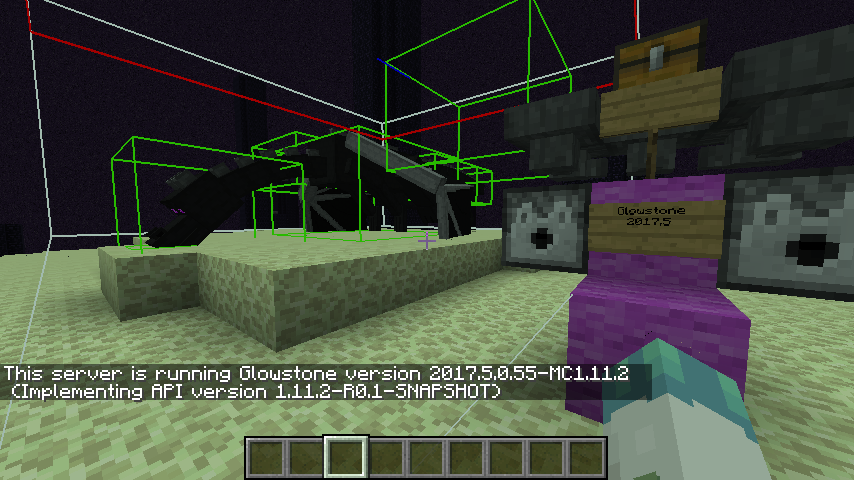 Glowstone
2017.5
This server is running Glowstone version 2017.5.0.55-MC1.11.2
(Implementing API version 1.11.2-R0.1-SNAPSHOT)